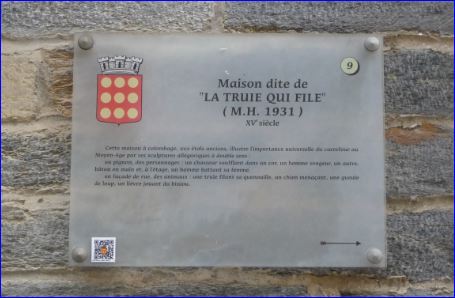 9
Maison dite de
"LA TRUIE QUI FILE"
( M.H. 1931 )
XVe siècle
Cette maison à colombage, aux étals anciens, illustre l'importance universelle du carnaval au
Moyen-Age par ses sculptures allégoriques à double sens :
en pignon, des personnages : un chasseur soufflant dans un cor, un homme songeur, un autre,
bâton en main et, à l'étage, un homme battant sa femme
en façade de rue, des animaux : une truie filant sa quenouille, un chien menaçant, une gueule
de loup, un lièvre jouant du biniou.